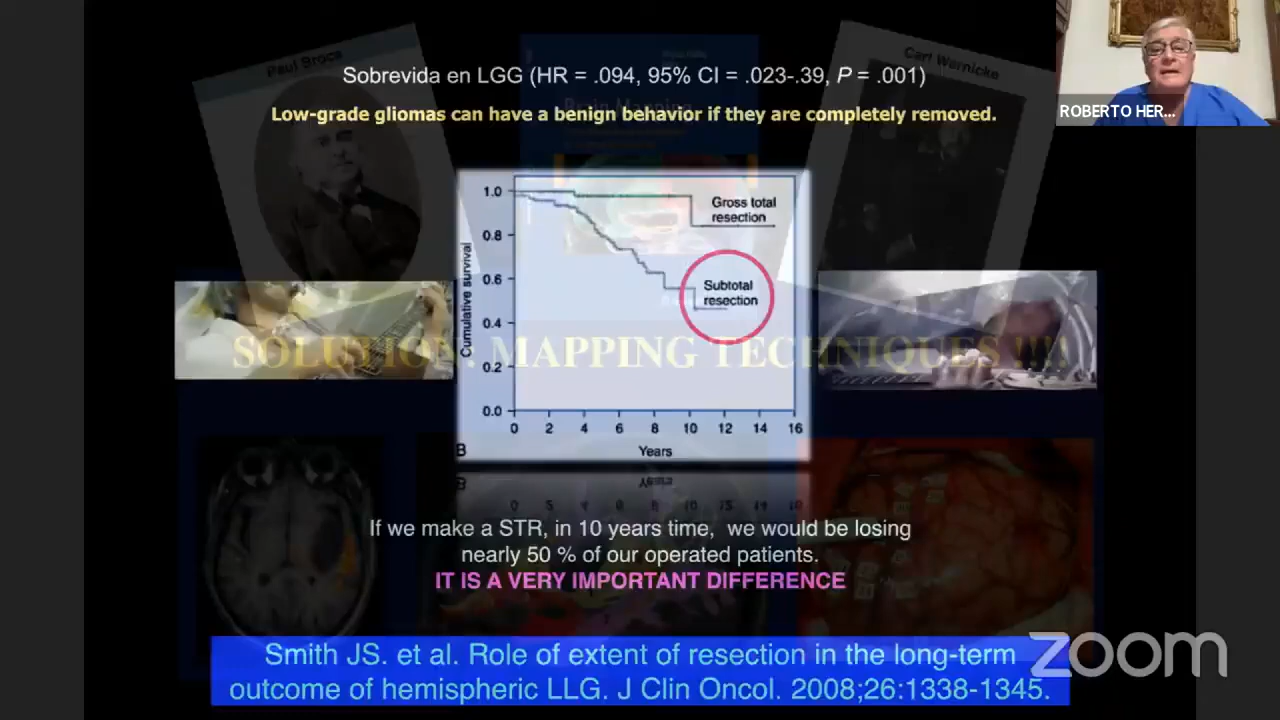 Paul Broca
Carl Wernicke
Sobrevida en LGG (HR = .094, 95% CI = .023-.39, P = .001)
Brain Mapping
Low-grade gliomas can have a benign behavior if they are completely removed.
ROBERTO HER...
1.0
0.8
0.6
0.4
0.2
0.0
Cumulative survival
Gross total
resection
Subtotal
resection
0 2 4 6 8 10 12 14 16
B
Years
SOLUTION: MAPPING TECHNIQUES !!!!
If we make a STR, in 10 years time, we would be losing
nearly 50 % of our operated patients.
IT IS A VERY IMPORTANT DIFFERENCE
Smith JS. et al. Role of extent of resection in the long-term
outcome of hemispheric LLG. J Clin Oncol. 2008;26:1338-1345.
zoom